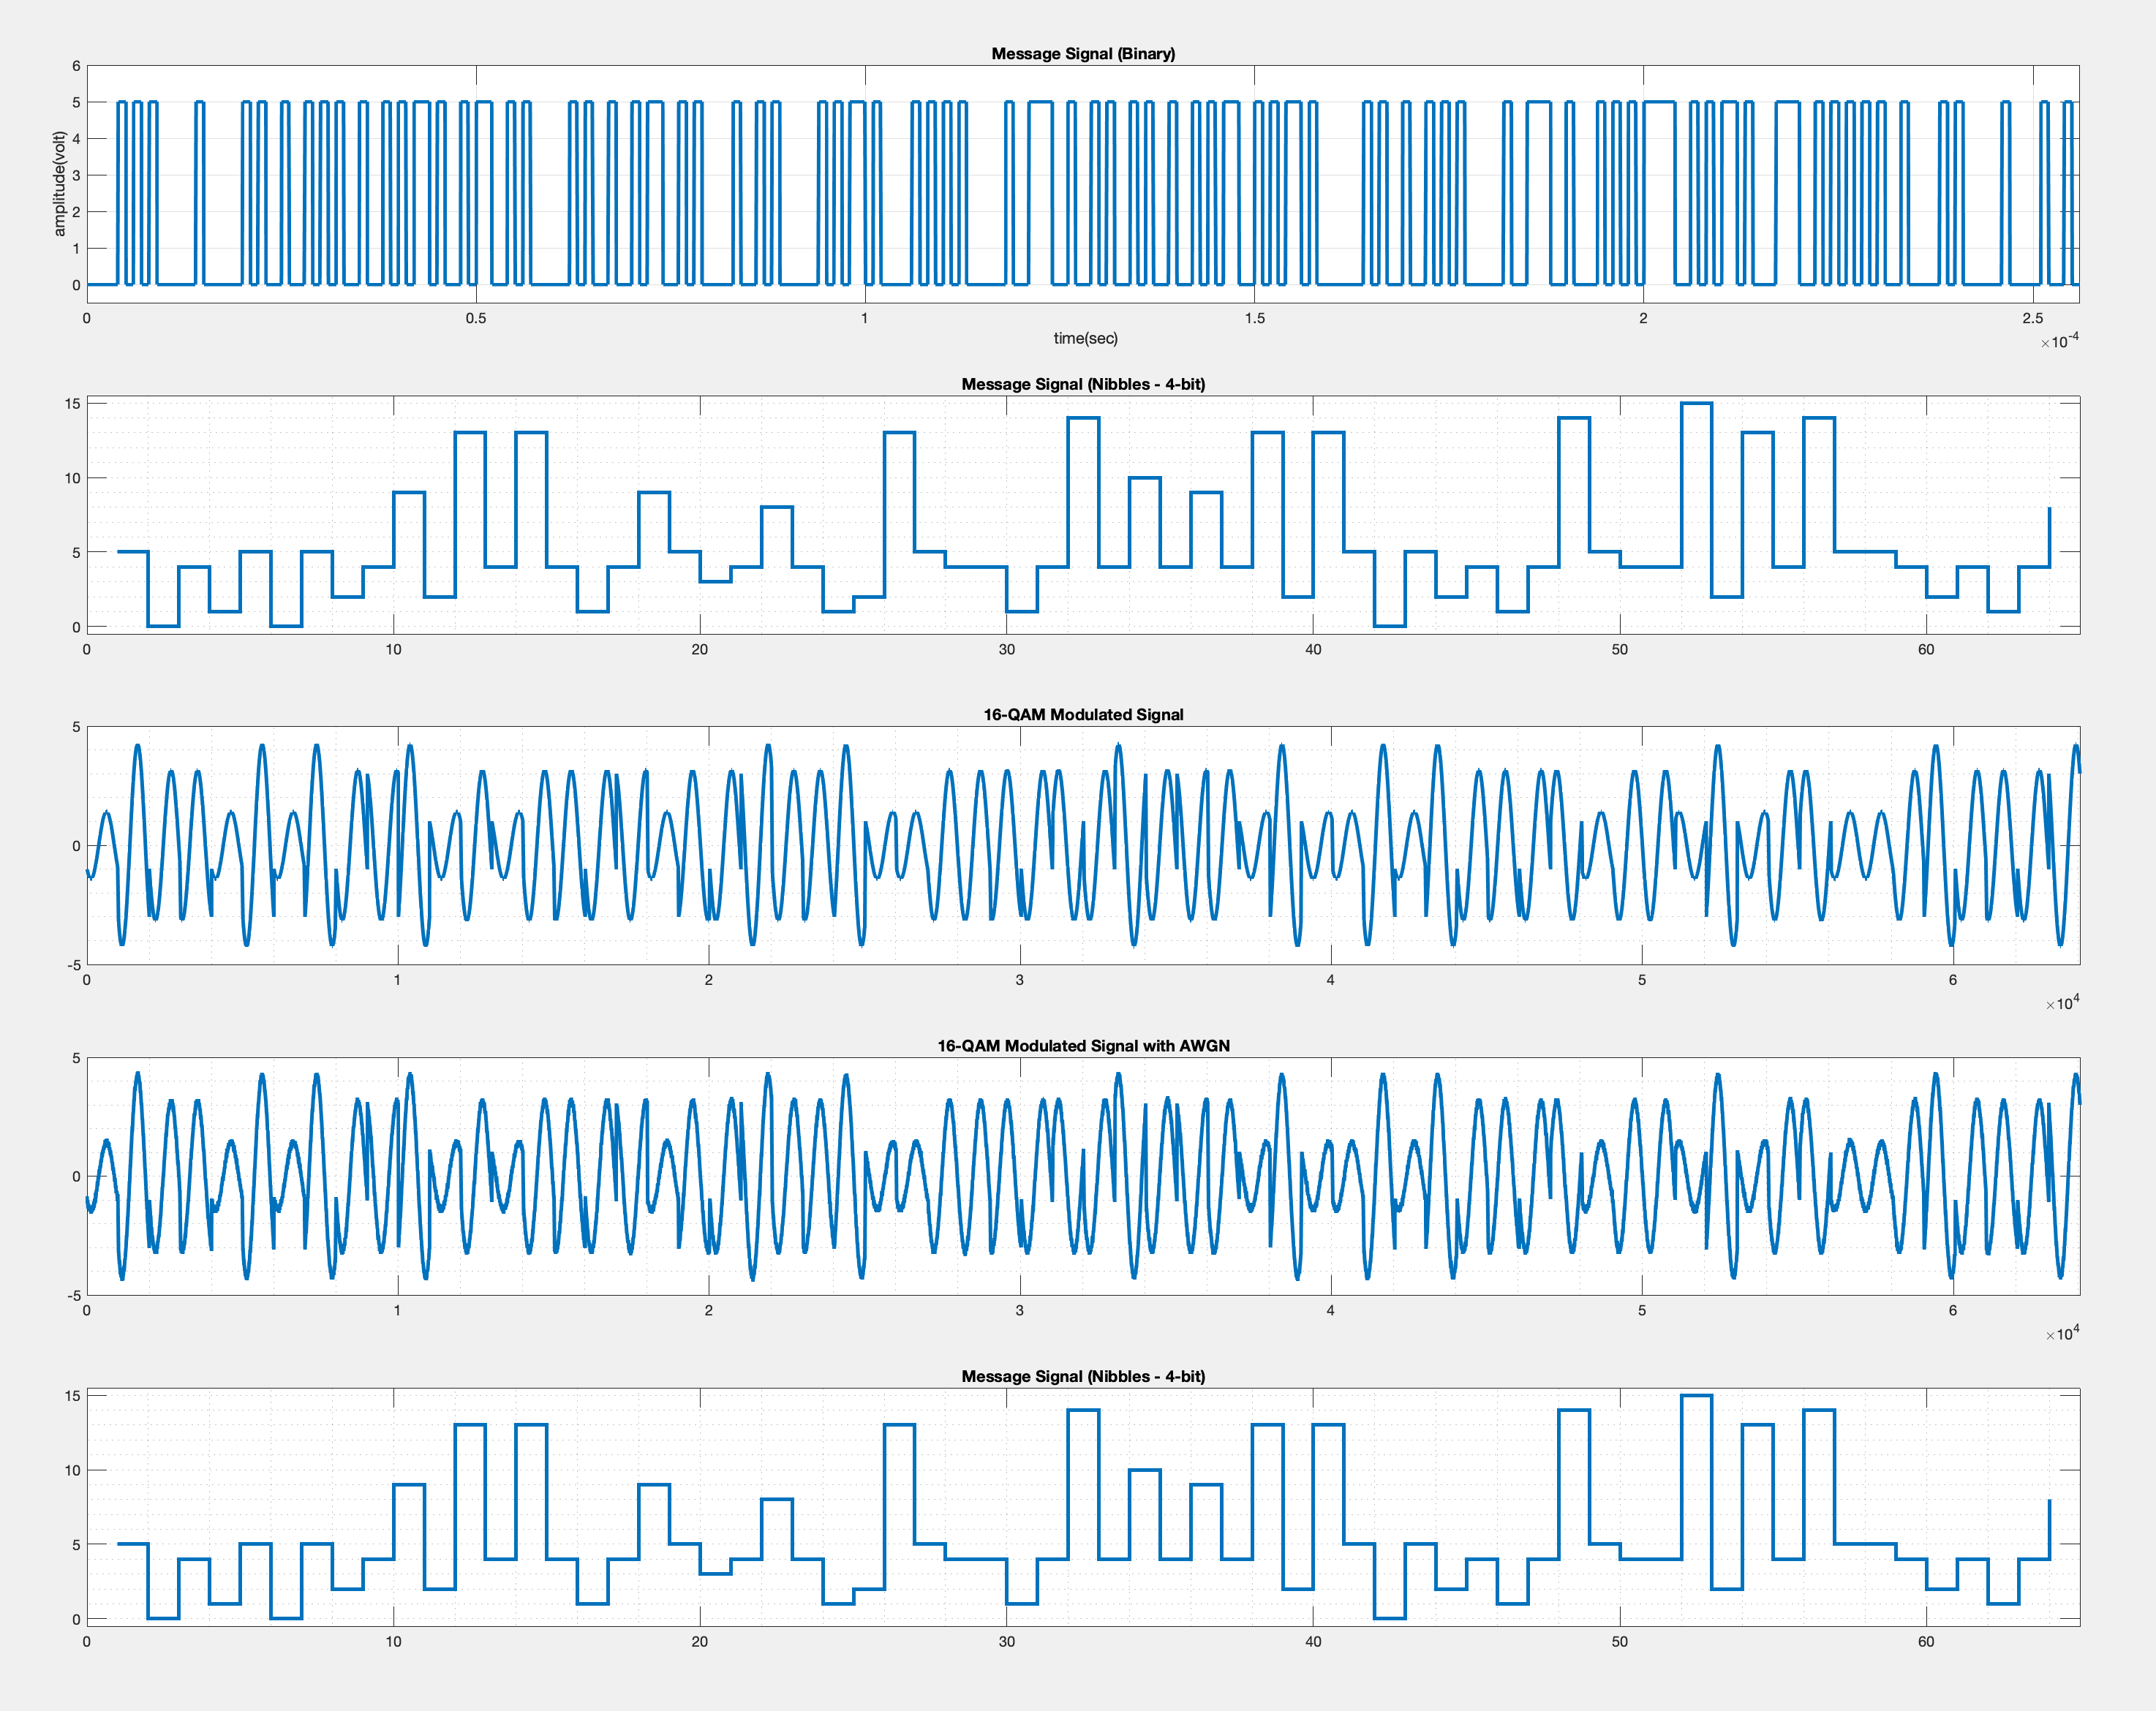 Message Signal (Binary)
6
5
4
3
2
1
0
amplitude(volt)
0 0.5 1 1.5 2 2.5
time(sec)
×10-4
Message Signal (Nibbles - 4-bit)
15
10
5
0
0 10 20 30 40 50 60
16-QAM Modulated Signal
5
0
-5
0 1 2 3 4 5 6
×104
16-QAM Modulated Signal with AWGN
5
0
-5
0 1 2 3 4 5 6
×104
Message Signal (Nibbles - 4-bit)
15
10
5
0
0 10 20 30 40 50 60